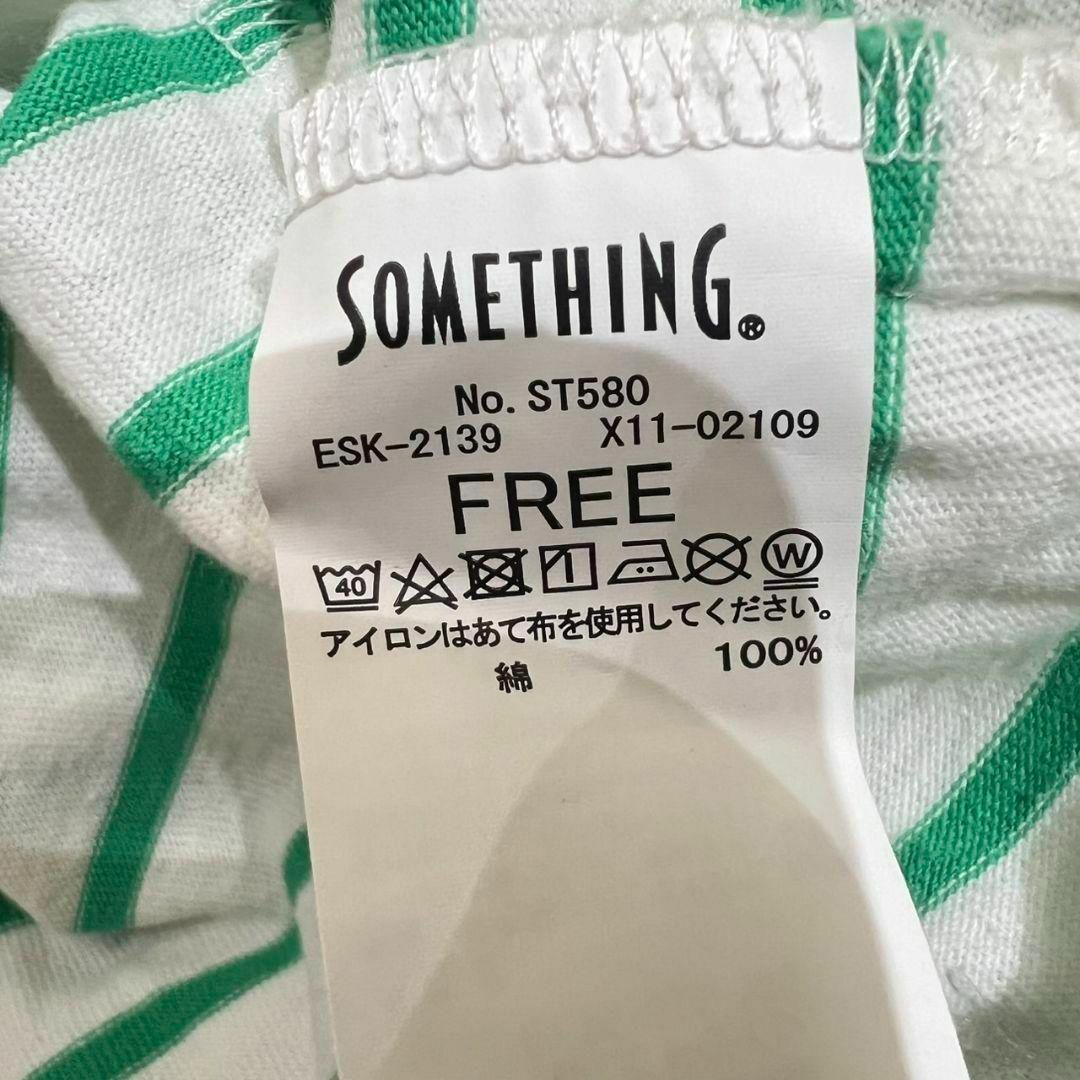 SOMETHING®
No. ST580
ESK-2139 X11-02109
FREE
40 W
アイロンはあて布を使用してください。
綿 100%